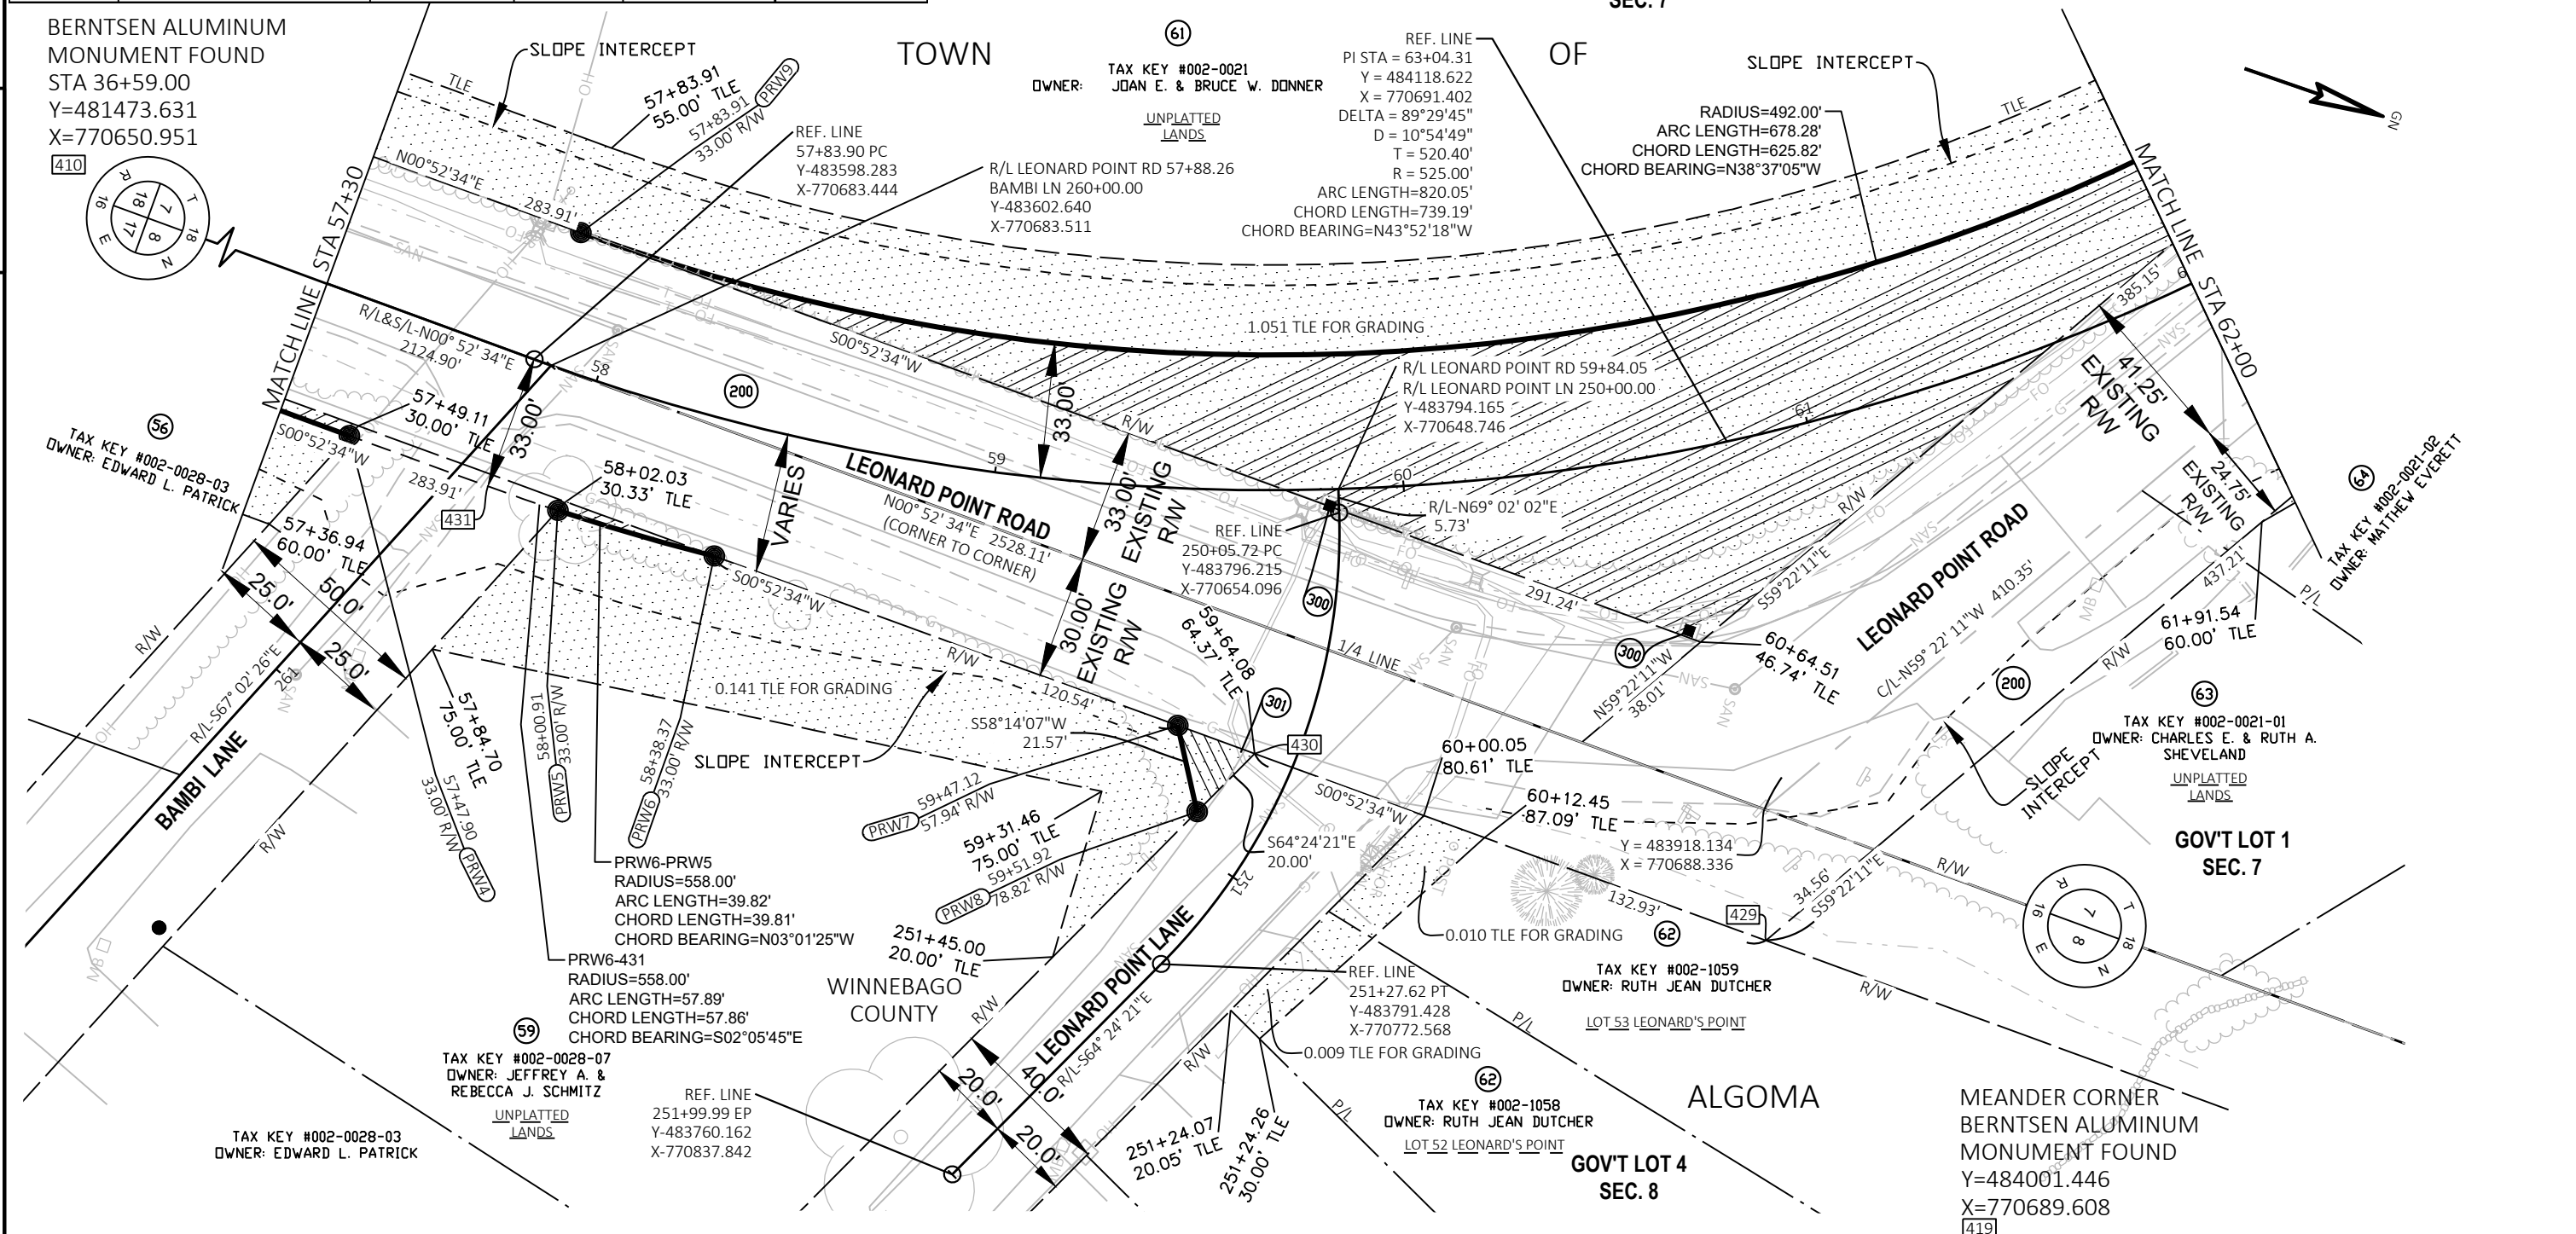 SEC. 7
BERNTSEN ALUMINUM
MONUMENT FOUND
STA 36+59.00
Y=481473.631
X=770650.951
410
R
T
16
18
18
7
17
8
E
N
MATCH LINE STA 57+30
TLE
SLOPE INTERCEPT
HO
57+83.91
55.00' TLE
57+83.91
33.00' R/W
PRW9
N00°52'34"E
283.91'
REF. LINE
57+83.90 PC
Y-483598.283
X-770683.444
TOWN
OF
61
TAX KEY #002-0021
OWNER: JOAN E. & BRUCE W. DONNER
UNPLATTED
LANDS
R/L LEONARD POINT RD 57+88.26
BAMBI LN 260+00.00
Y-483602.640
X-770683.511
REF. LINE
PI STA = 63+04.31
Y = 484118.622
X = 770691.402
DELTA = 89°29'45"
D = 10°54'49"
T = 520.40'
R = 525.00'
ARC LENGTH=820.05'
CHORD LENGTH=739.19'
CHORD BEARING=N43°52'18"W
RADIUS=492.00'
ARC LENGTH=678.28'
CHORD LENGTH=625.82'
CHORD BEARING=N38°37'05"W
SLOPE INTERCEPT
TLE
MATCH LINE STA 62+00
GN
R/L&S/L-N00°52'34"E
2124.90'
SAN
SAN
FO
HO
58
200
S00°52'34"W
1.051 TLE FOR GRADING
R/W
33.00'
R/L LEONARD POINT RD 59+84.05
R/L LEONARD POINT LN 250+00.00
Y-483794.165
X-770648.746
61
385.15'
6
41.25'
EXISTING
R/W
24.75'
EXISTING
R/W
56
TAX KEY #002-0028-03
OWNER: EDWARD L. PATRICK
57+49.11
30.00' TLE
S00°52'34"W
283.91'
33.00'
431
58+02.03
30.33' TLE
VARIES
59
LEONARD POINT ROAD
N00°52'34"E 2528.11'
(CORNER TO CORNER)
33.00'
EXISTING
R/W
30.00'
EXISTING
R/W
60
R/L-N69°02'02"E
5.73'
REF. LINE
250+05.72 PC
Y-483796.215
X-770654.096
300
291.24'
300
S59°22'11"E
R/W
60+64.51
46.74' TLE
N59°22'11"W
38.01'
LEONARD POINT ROAD
C/L-N59°22'11"W 410.35'
64
TAX KEY #002-0021-02
OWNER: MATTHEW EVERETT
437.21'
P/L
61+91.54
60.00' TLE
R/W
200
MB
63
TAX KEY #002-0021-01
OWNER: CHARLES E. & RUTH A.
SHEVELAND
UNPLATTED
LANDS
GOV'T LOT 1
SEC. 7
SLOPE
INTERCEPT
57+36.94
60.00' TLE
25.0'
50.0'
25.0'
R/W
R/L-S67°02'26"E
261
SAN
BAMBI LANE
R/W
57+84.70
75.00' TLE
57+47.90
33.00' R/W
PRW4
58+00.91
33.00' R/W
PRW5
58+38.37
33.00' R/W
PRW6
S00°52'34"W
R/W
0.141 TLE FOR GRADING
SLOPE INTERCEPT
120.54'
S58°14'07"W
21.57'
59+64.08
64.37' TLE
301
430
1/4 LINE
59+47.12
57.94' R/W
PRW7
59+31.46
75.00' TLE
59+51.92
78.82' R/W
PRW8
S64°24'21"E
20.00'
251
S00°52'34"W
60+00.05
80.61' TLE
60+12.45
87.09' TLE
Y = 483918.134
X = 770688.336
34.56'
S59°22'11"E
R/W
132.93'
429
POST
0.010 TLE FOR GRADING
62
TAX KEY #002-1059
OWNER: RUTH JEAN DUTCHER
LOT 53 LEONARD'S POINT
R/W
R
T
16
18
7
8
E
N
PRW6-PRW5
RADIUS=558.00'
ARC LENGTH=39.82'
CHORD LENGTH=39.81'
CHORD BEARING=N03°01'25"W
PRW6-431
RADIUS=558.00'
ARC LENGTH=57.89'
CHORD LENGTH=57.86'
CHORD BEARING=S02°05'45"E
251+45.00
20.00' TLE
WINNEBAGO
COUNTY
R/W
LEONARD POINT LANE
R/L-S64°24'21"E
20.0'
40.0'
20.0'
R/W
REF. LINE
251+27.62 PT
Y-483791.428
X-770772.568
0.009 TLE FOR GRADING
P/L
P/L
62
TAX KEY #002-1058
OWNER: RUTH JEAN DUTCHER
LOT 52 LEONARD'S POINT
ALGOMA
GOV'T LOT 4
SEC. 8
251+24.07
20.05' TLE
251+24.26
30.00' TLE
MB
59
TAX KEY #002-0028-07
OWNER: JEFFREY A. &
REBECCA J. SCHMITZ
UNPLATTED
LANDS
REF. LINE
251+99.99 EP
Y-483760.162
X-770837.842
TAX KEY #002-0028-03
OWNER: EDWARD L. PATRICK
MEANDER CORNER
BERNTSEN ALUMINUM
MONUMENT FOUND
Y=484001.446
X=770689.608
419